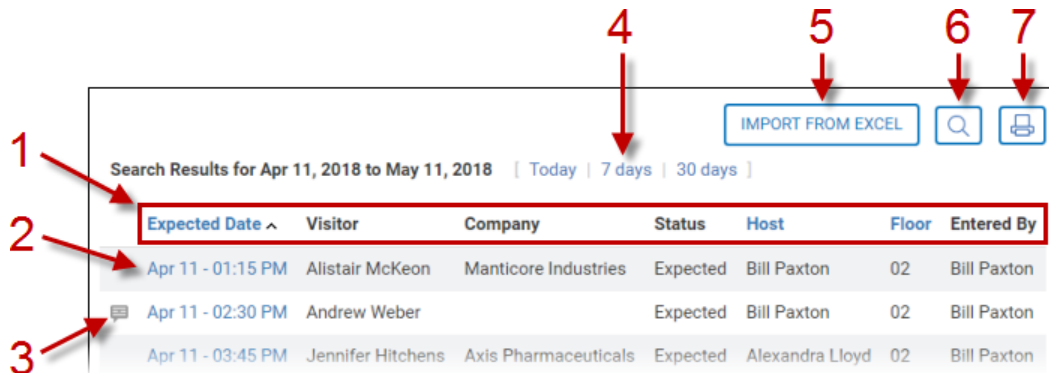 4 5 6 7
IMPORT FROM EXCEL
1
Search Results for Apr 11, 2018 to May 11, 2018 [ Today | 7 days | 30 days ]
Expected Date Visitor Company Status Host Floor Entered By
2
Apr 11 - 01:15 PM Alistair McKeon Manticore Industries Expected Bill Paxton 02 Bill Paxton
Apr 11 - 02:30 PM Andrew Weber Expected Bill Paxton 02 Bill Paxton
3
Apr 11 - 03:45 PM Jennifer Hitchens Axis Pharmaceuticals Expected Alexandra Lloyd 02 Bill Paxton